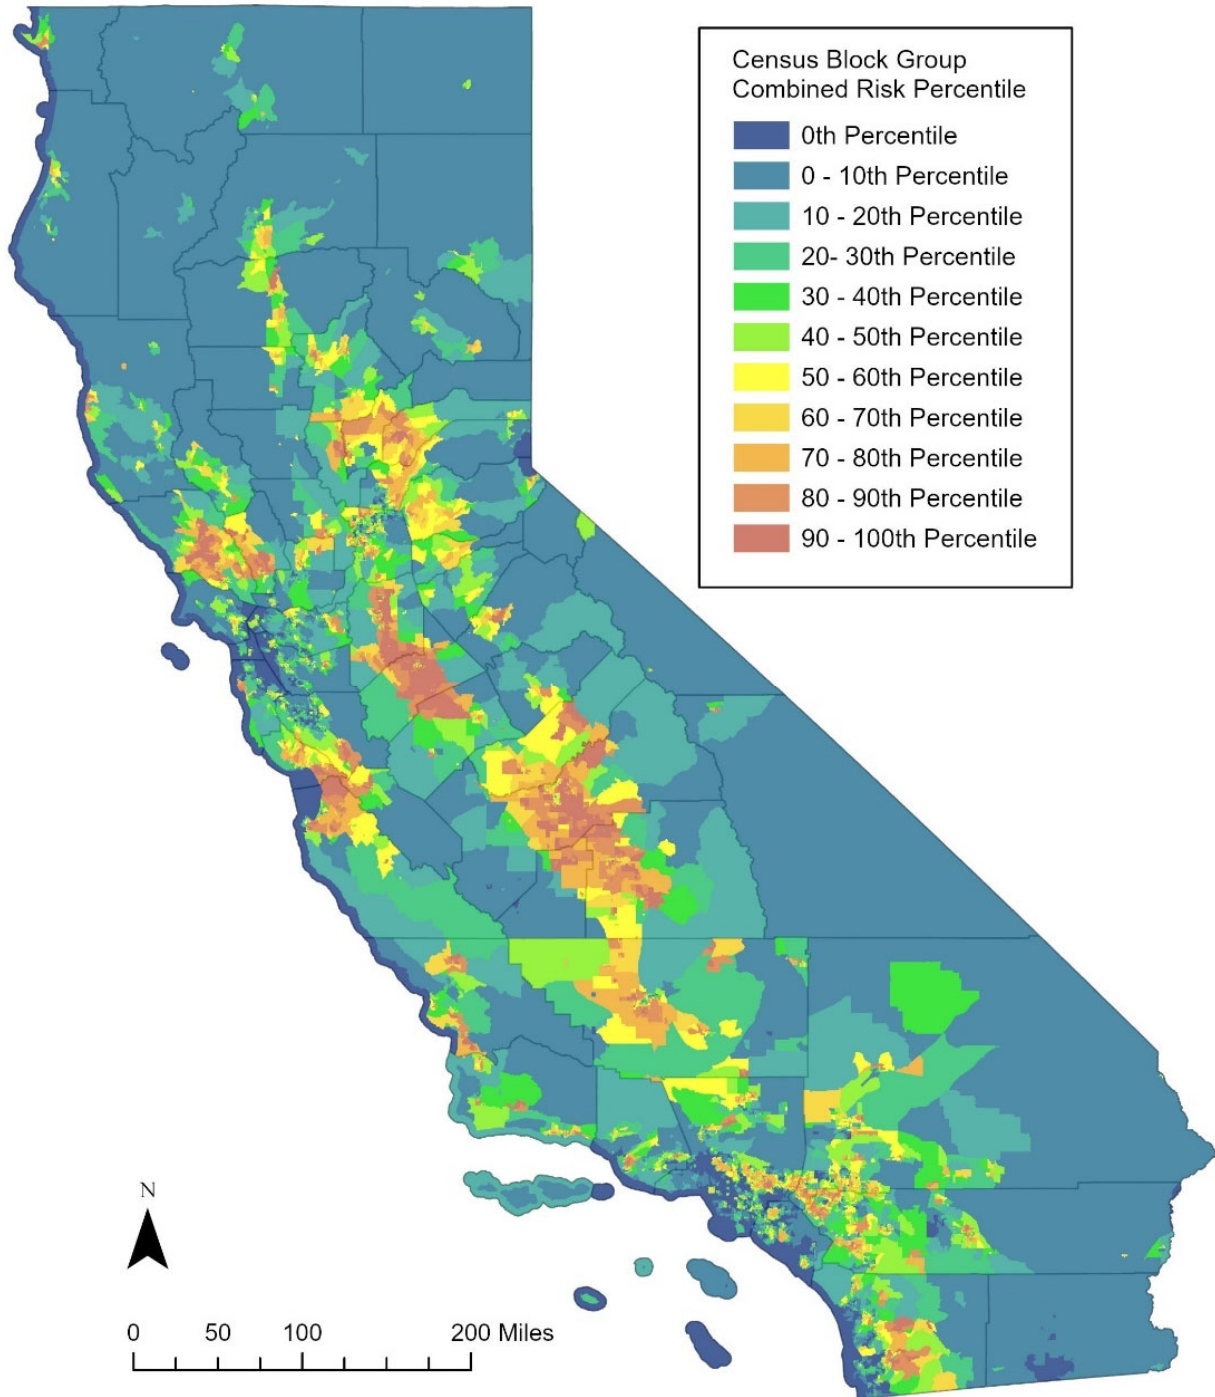 Census Block Group
Combined Risk Percentile
0th Percentile
0 - 10th Percentile
10 - 20th Percentile
20- 30th Percentile
30 - 40th Percentile
40 - 50th Percentile
50 - 60th Percentile
60 - 70th Percentile
70 - 80th Percentile
80 - 90th Percentile
90 - 100th Percentile
N
0 50 100 200 Miles